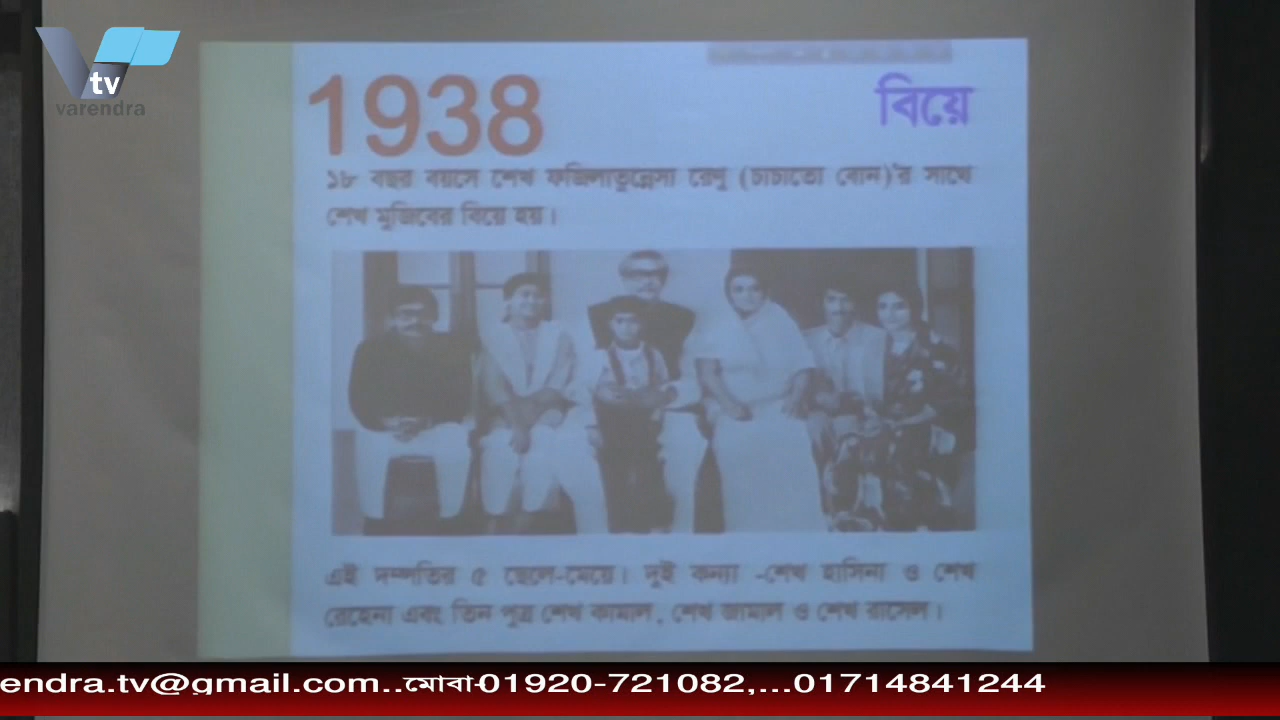 tv
varendra
1938
বিয়ে
১৮ বছর বয়সে শেখ ফজিলাতুন্নেসা রেণু (চাচাতো বোন)'র সাথে
শেখ মুজিবের বিয়ে হয়।
এই দম্পতির ৫ ছেলে-মেয়ে। দুই কন্যা -শেখ হাসিনা ও শেখ
রেহেনা এবং তিন পুত্র শেখ কামাল, শেখ জামাল ও শেখ রাসেল।
endra.tv@gmail.com..মোবা-01920-721082,...01714841244